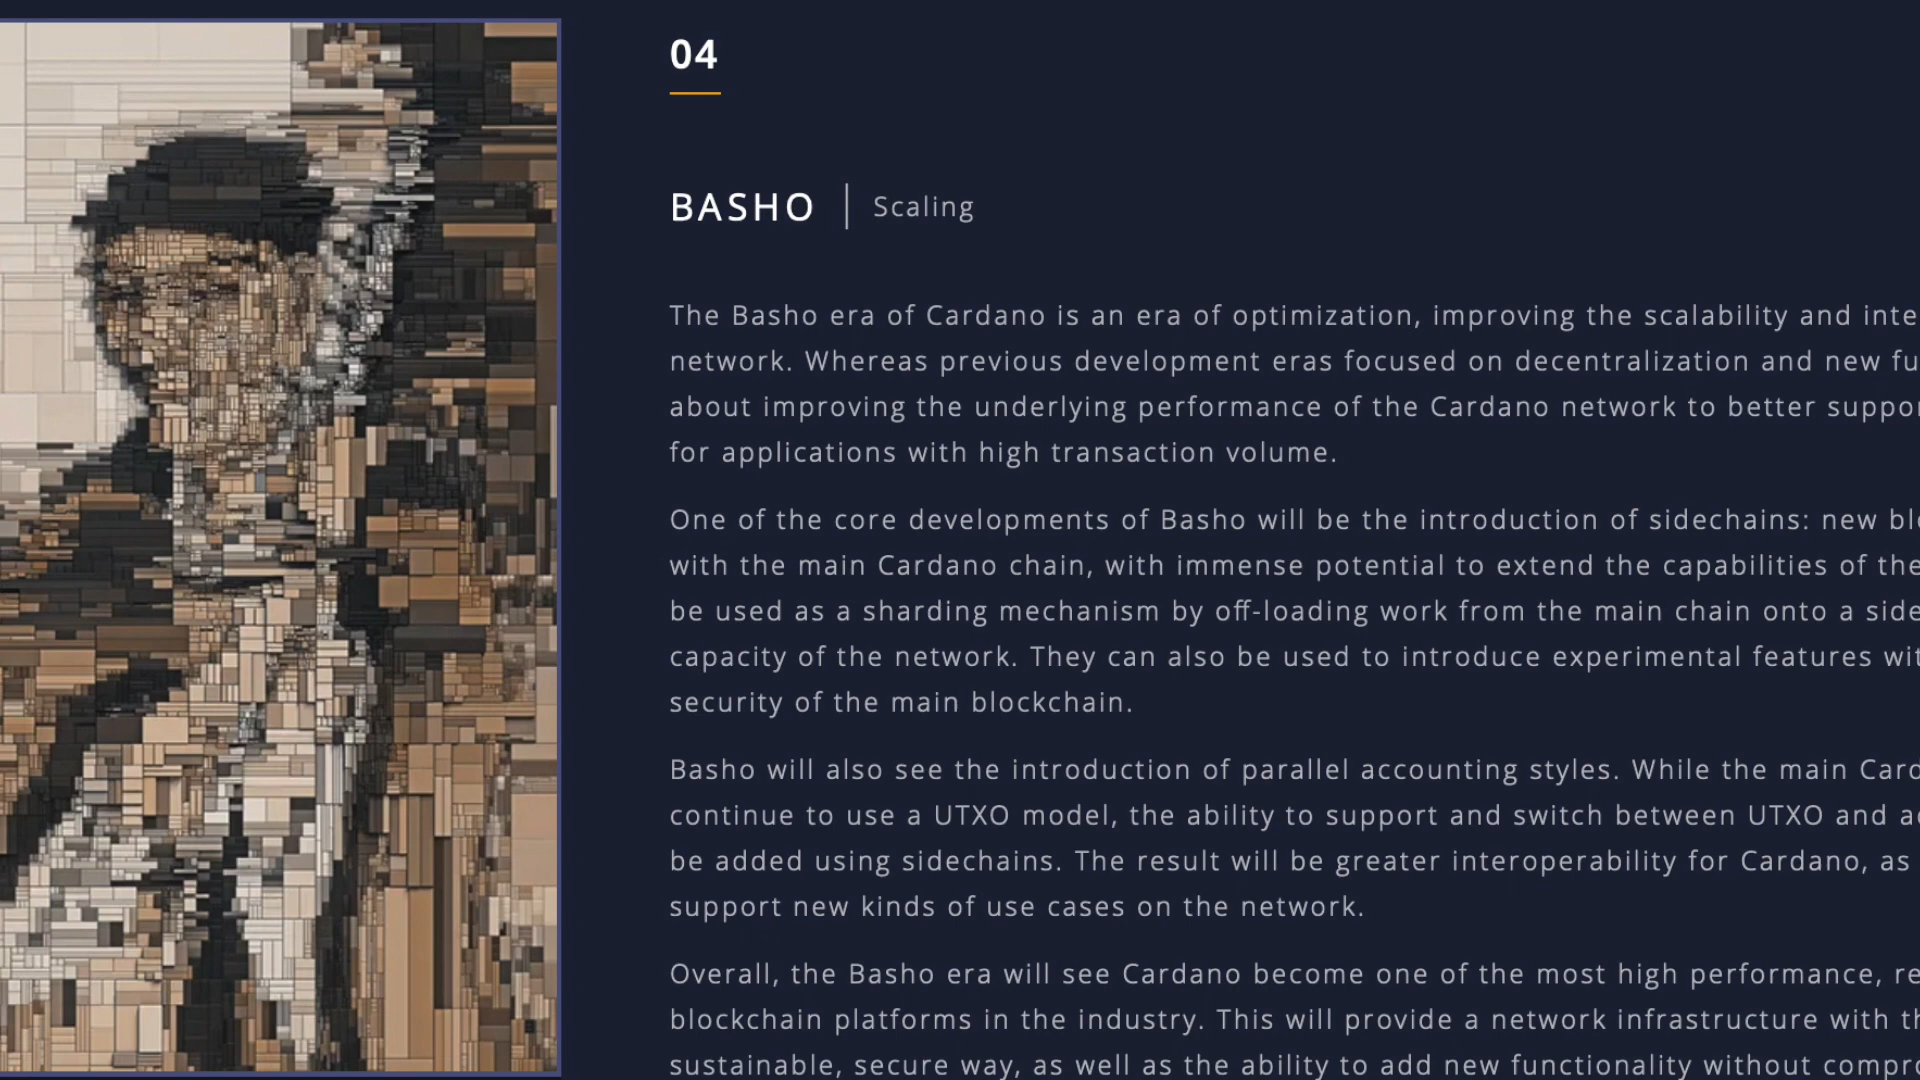 04
BASHO | Scaling
The Basho era of Cardano is an era of optimization, improving the scalability and inte
network. Whereas previous development eras focused on decentralization and new fu
about improving the underlying performance of the Cardano network to better suppor
for applications with high transaction volume.
One of the core developments of Basho will be the introduction of sidechains: new blo
with the main Cardano chain, with immense potential to extend the capabilities of the
be used as a sharding mechanism by off-loading work from the main chain onto a side
capacity of the network. They can also be used to introduce experimental features wit
security of the main blockchain.
Basho will also see the introduction of parallel accounting styles. While the main Card
continue to use a UTXO model, the ability to support and switch between UTXO and ac
be added using sidechains. The result will be greater interoperability for Cardano, as
support new kinds of use cases on the network.
Overall, the Basho era will see Cardano become one of the most high performance, re
blockchain platforms in the industry. This will provide a network infrastructure with th
sustainable, secure way, as well as the ability to add new functionality without compro